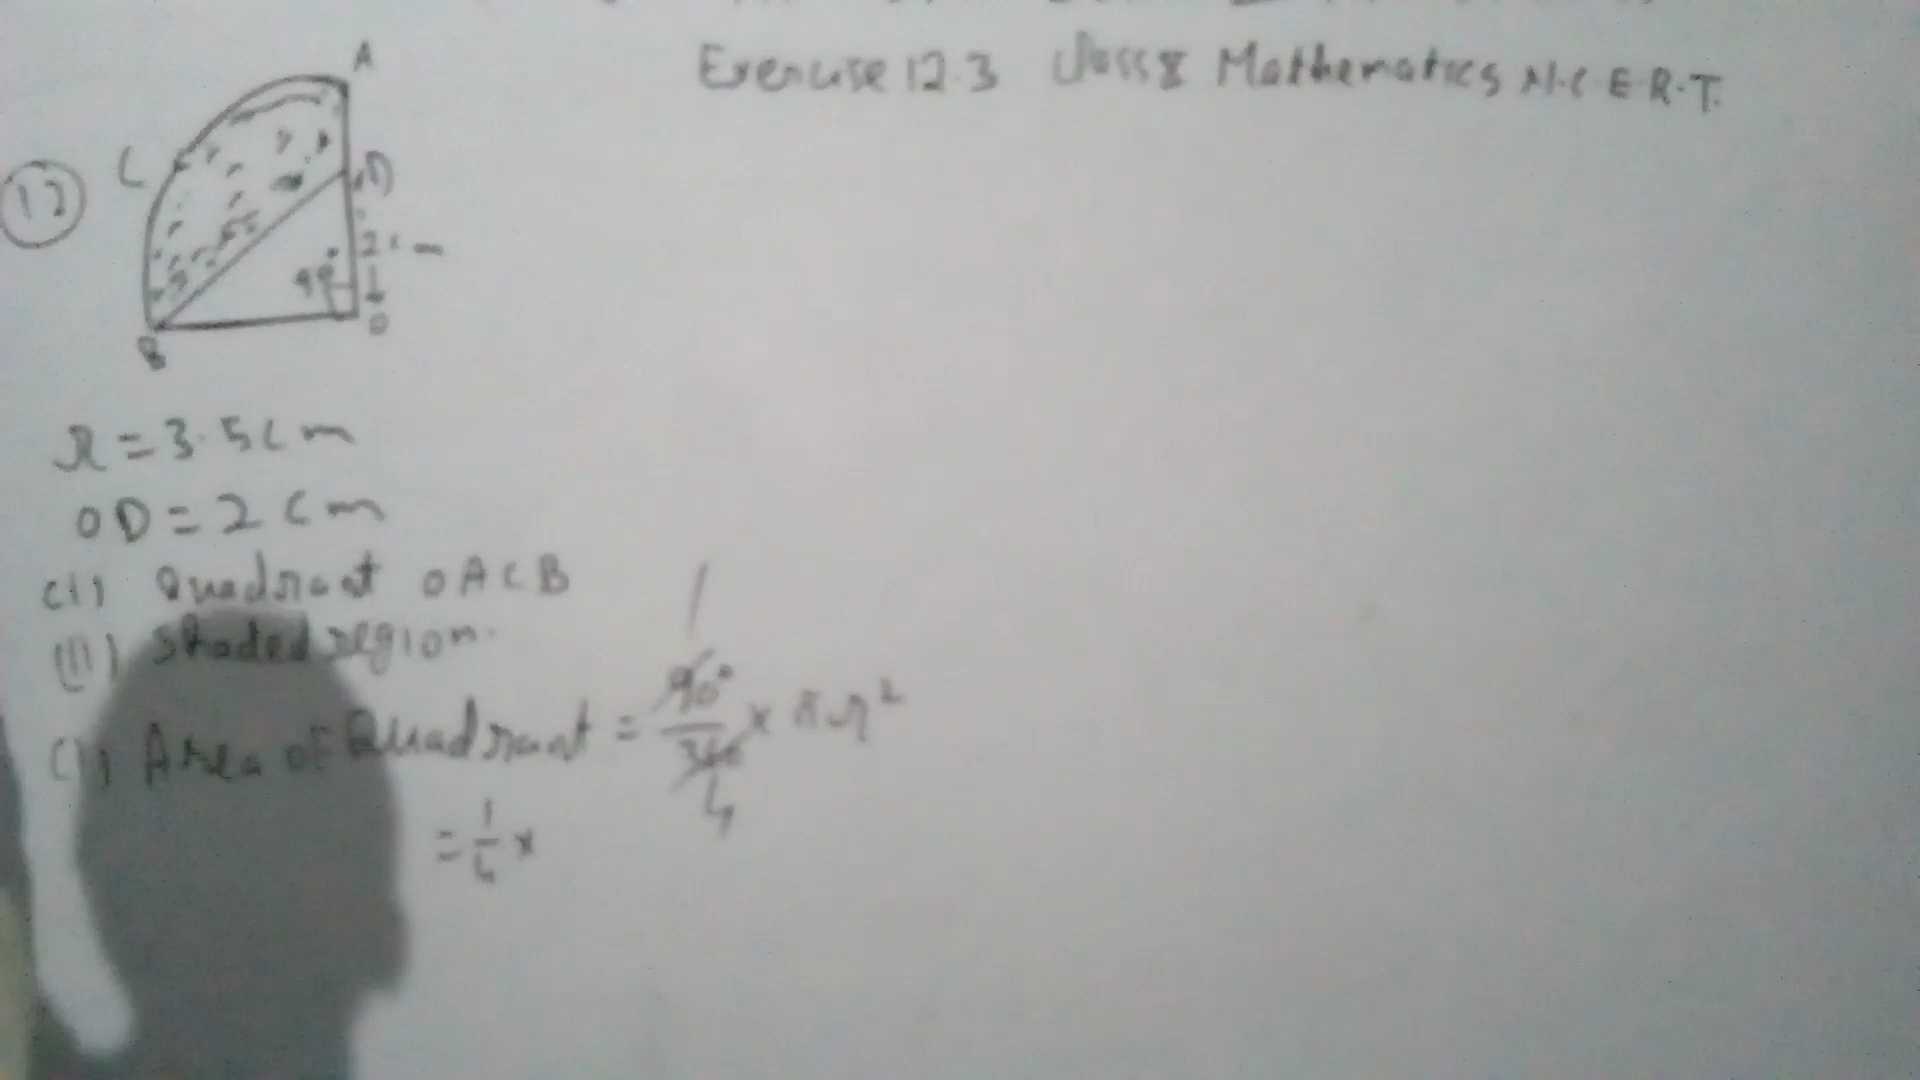 Exercise 12.3 Class X Mathematics N.C.E.R.T.
A
C
12
D
2cm
90°
O
B
r = 3.5cm
OD = 2cm
(i) Quadrant OACB
(ii) Shaded region.
(i) Area of Quadrant = 90°/360 × πr²
1
4
= 1/4 ×